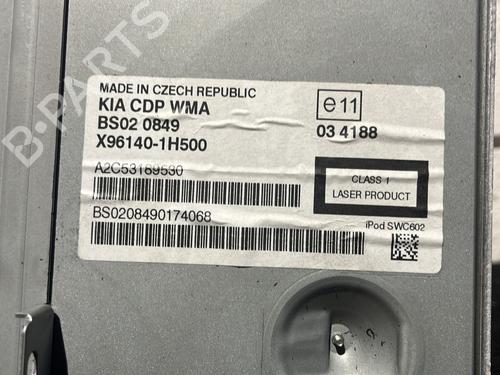 MADE IN CZECH REPUBLIC
KIA CDP WMA
BS02 0849
X96140-1H500
A2C53169530
BS0208490174068
e11
03 4188
CLASS 1
LASER PRODUCT
iPod SWC602
B-PARTS